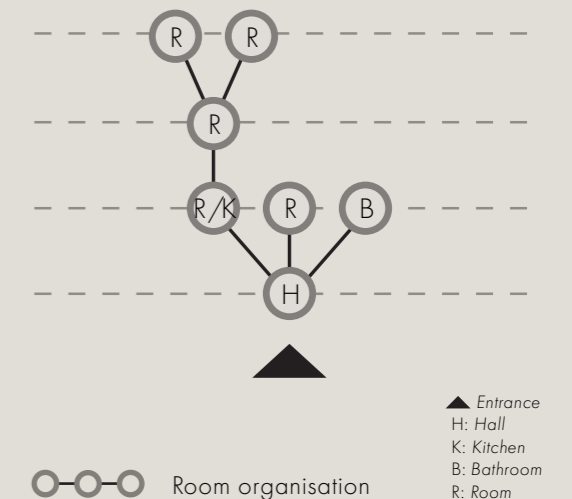 R R
R
R/K R B
H
Entrance
H: Hall
K: Kitchen
B: Bathroom
R: Room
Room organisation